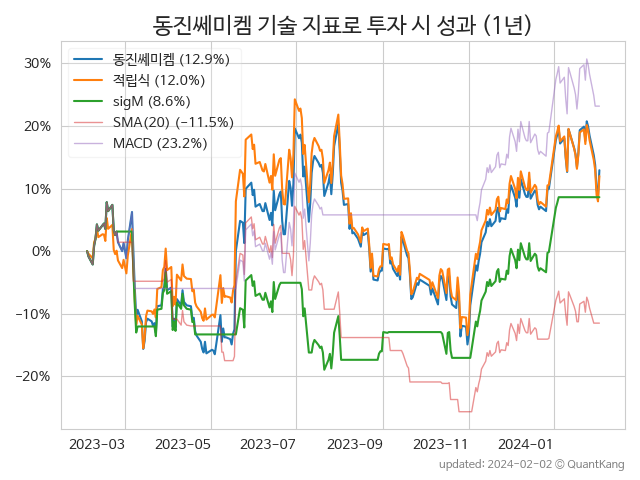 동진쎄미켐 기술 지표로 투자 시 성과 (1년)
동진쎄미켐 (12.9%)
적립식 (12.0%)
sigM (8.6%)
SMA(20) (−11.5%)
MACD (23.2%)
30%
20%
10%
0%
−10%
−20%
2023-03 2023-05 2023-07 2023-09 2023-11 2024-01
updated: 2024-02-02 © QuantKang